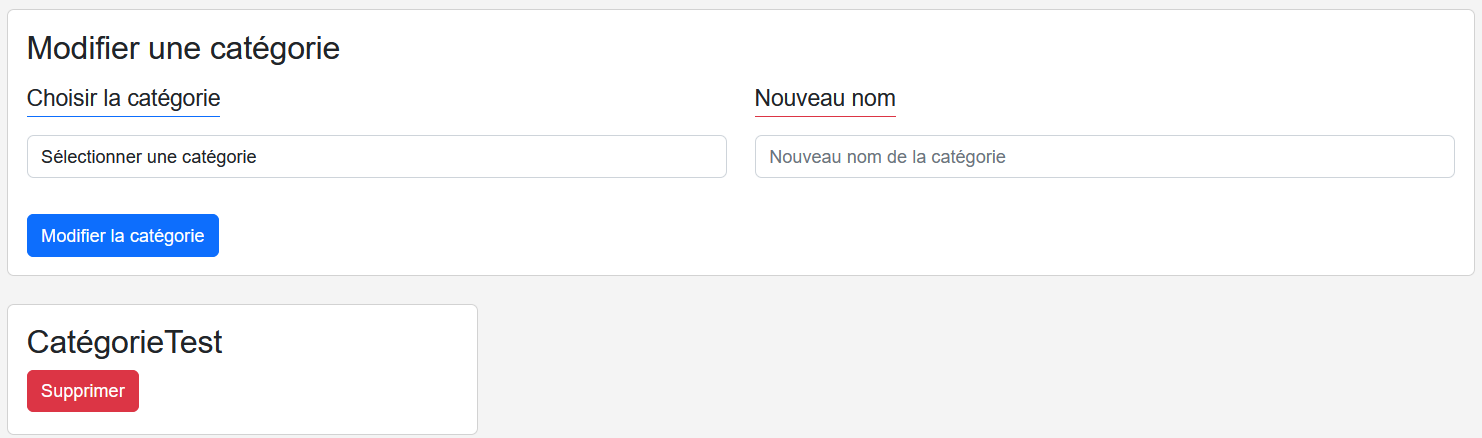 Modifier une catégorie
Choisir la catégorie
Nouveau nom
Sélectionner une catégorie
Nouveau nom de la catégorie
Modifier la catégorie
CatégorieTest
Supprimer